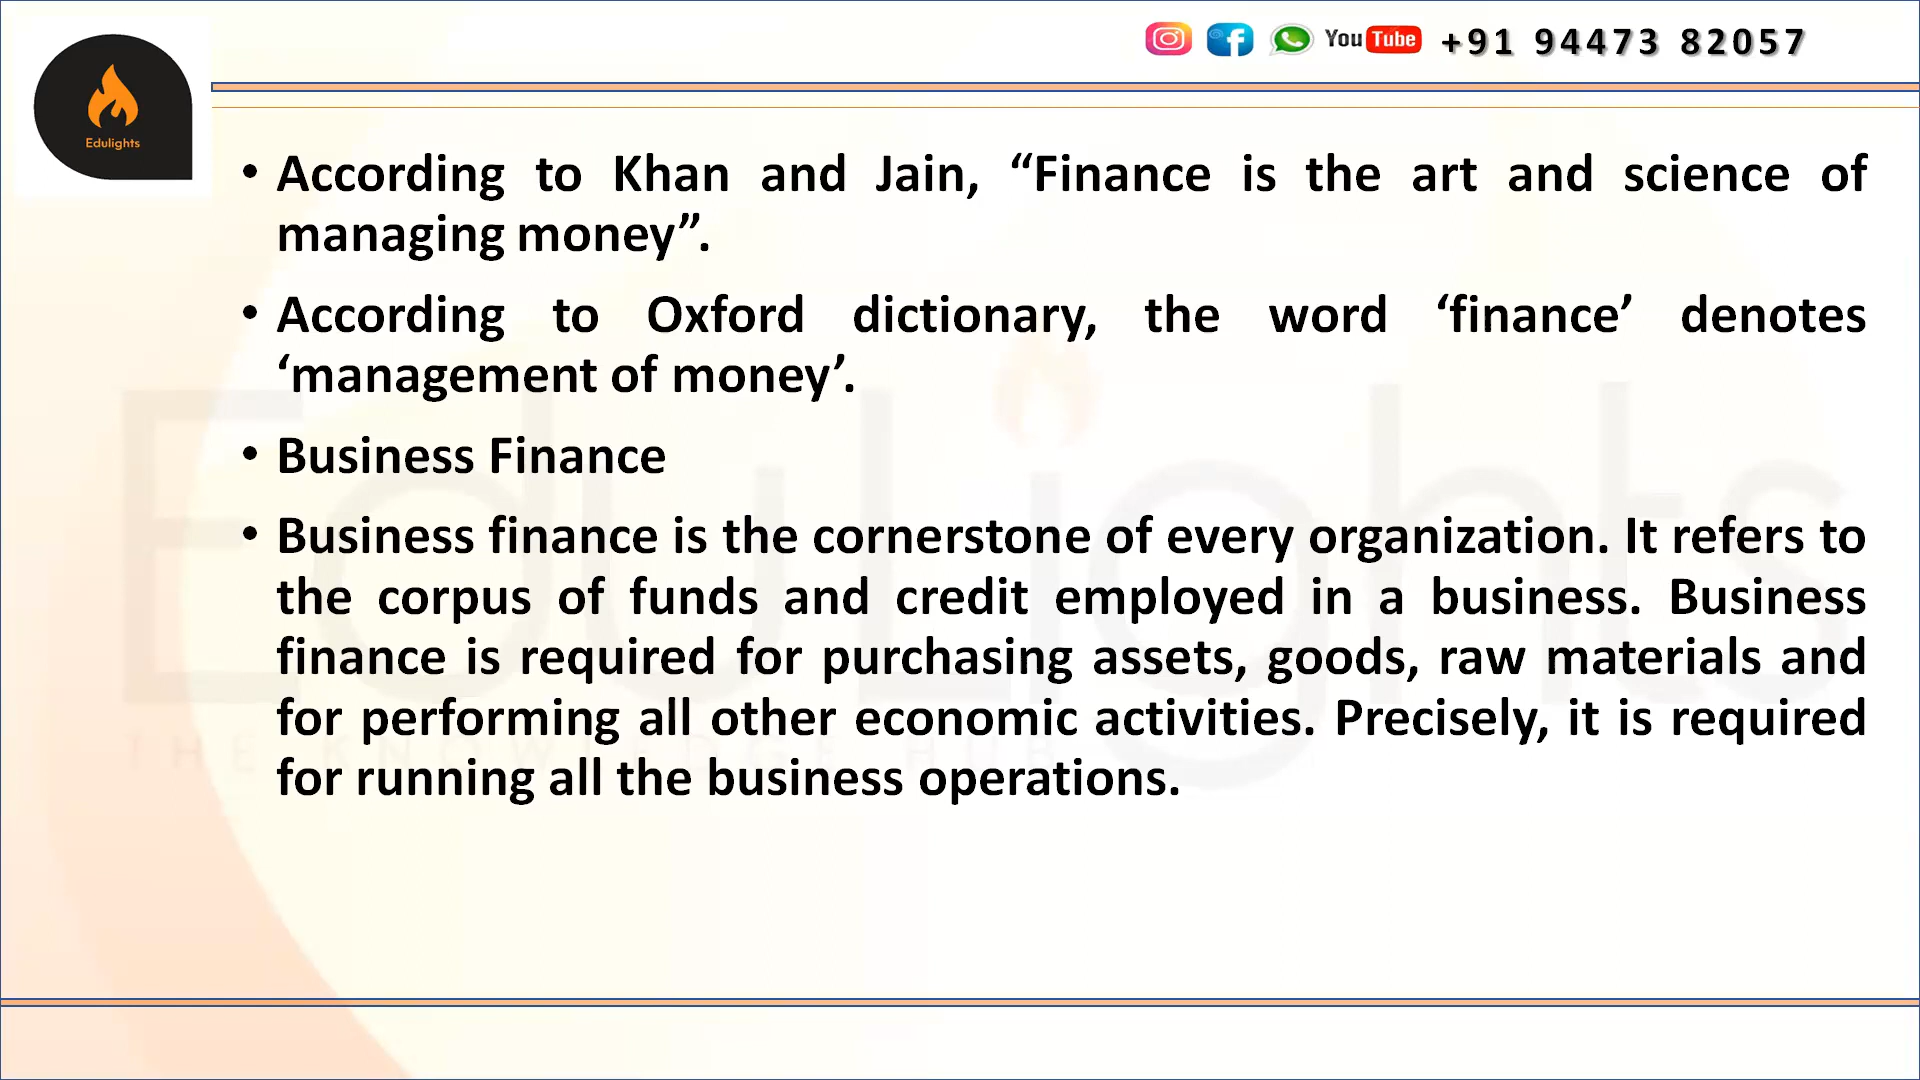 You Tube +91 94473 82057
Edulights
• According to Khan and Jain, “Finance is the art and science of
managing money”.
• According to Oxford dictionary, the word ‘finance’ denotes
‘management of money’.
• Business Finance
• Business finance is the cornerstone of every organization. It refers to
the corpus of funds and credit employed in a business. Business
finance is required for purchasing assets, goods, raw materials and
for performing all other economic activities. Precisely, it is required
for running all the business operations.
EduLights
THE KNOWLEDGE HUB